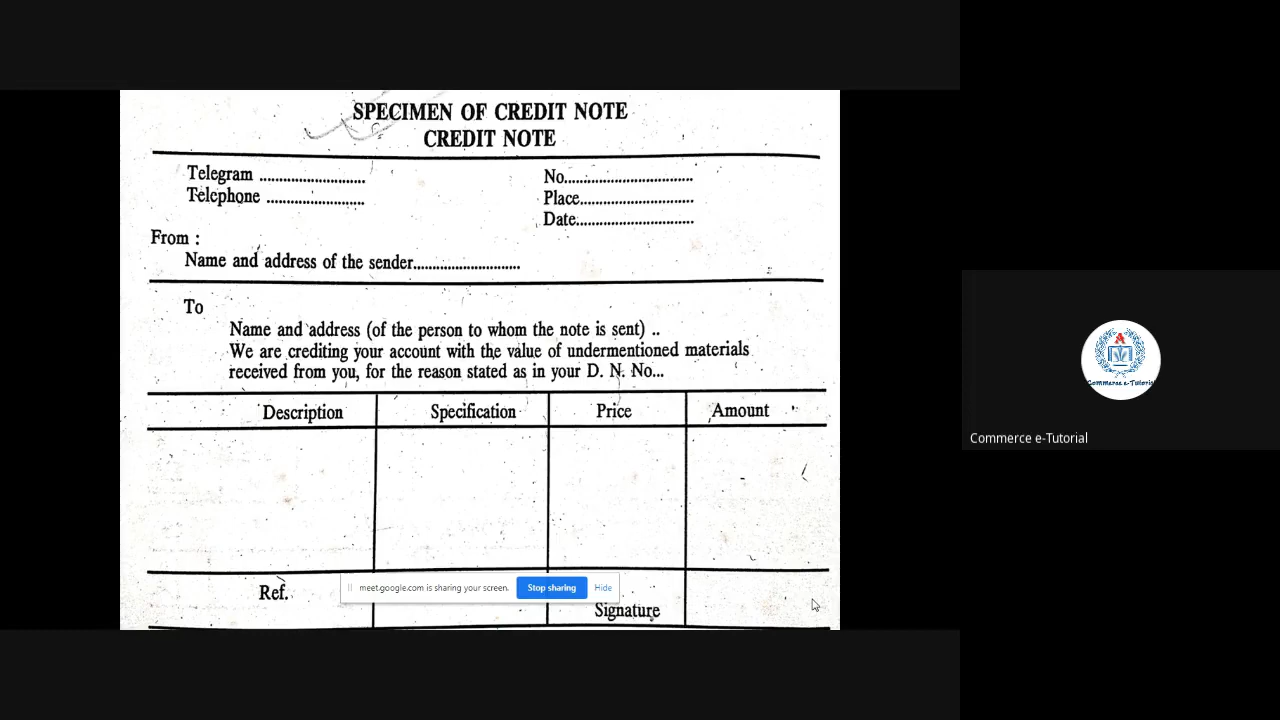 SPECIMEN OF CREDIT NOTE
CREDIT NOTE
Telegram ...........................
Telephone .........................
No.................................
Place.............................
Date..............................
From :
Name and address of the sender...........................
To
Name and address (of the person to whom the note is sent) ..
We are crediting your account with the value of undermentioned materials
received from you, for the reason stated as in your D. N. No...
Description Specification Price Amount
Ref.
meet.google.com is sharing your screen. Stop sharing Hide
Signature
Commerce e-Tutorial
Commerce e-Tutorial